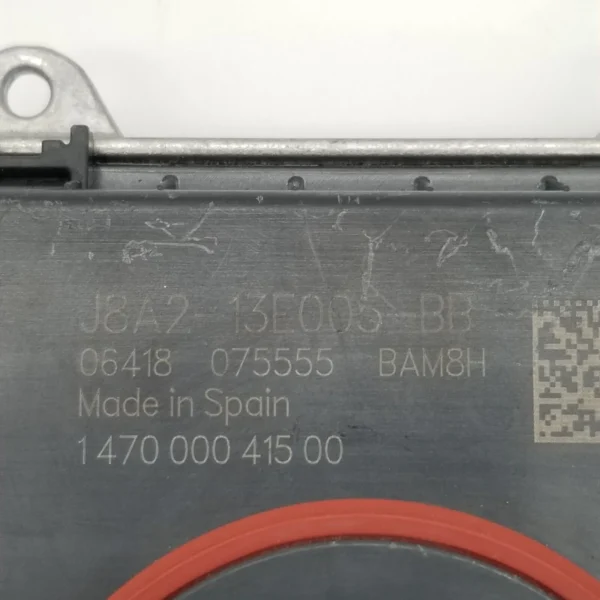 J8A2-13E005-BB
06418 075555 BAM8H
Made in Spain
1 470 000 415 00